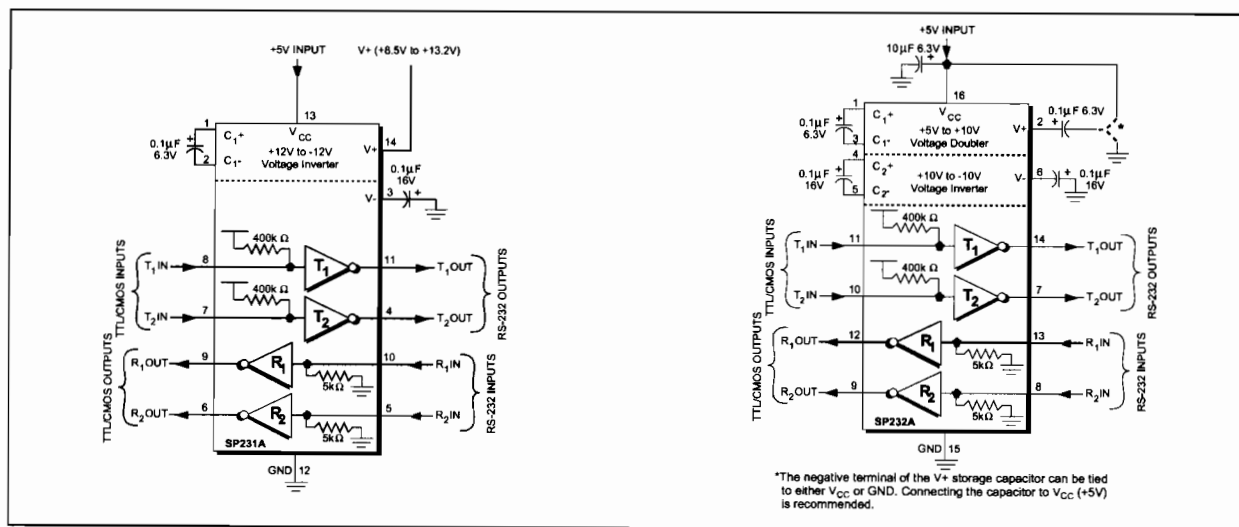 +5V INPUT
V+ (+8.5V to +13.2V)
13
VCC
1
C1+
0.1µF
6.3V
+
2
C1-
+12V to -12V
Voltage Inverter
14
V+
0.1µF
16V
V-
3
+
400k Ω
T1IN
8
T1
11
T1OUT
400k Ω
T2IN
7
T2
4
T2OUT
TTL/CMOS INPUTS
RS-232 OUTPUTS
R1OUT
9
R1
10
R1IN
5kΩ
R2OUT
6
R2
5
R2IN
5kΩ
TTL/CMOS OUTPUTS
RS-232 INPUTS
SP231A
GND
12
+5V INPUT
10µF 6.3V
+
16
VCC
1
C1+
0.1µF
6.3V
+
3
C1-
+5V to +10V
Voltage Doubler
V+
2
+
0.1µF 6.3V
*
4
C2+
0.1µF
16V
+
5
C2-
+10V to -10V
Voltage Inverter
V-
6
+
0.1µF
16V
400k Ω
T1IN
11
T1
14
T1OUT
400k Ω
T2IN
10
T2
7
T2OUT
TTL/CMOS INPUTS
RS-232 OUTPUTS
R1OUT
12
R1
13
R1IN
5kΩ
R2OUT
9
R2
8
R2IN
5kΩ
TTL/CMOS OUTPUTS
RS-232 INPUTS
SP232A
GND
15
*The negative terminal of the V+ storage capacitor can be tied
to either VCC or GND. Connecting the capacitor to VCC (+5V)
is recommended.